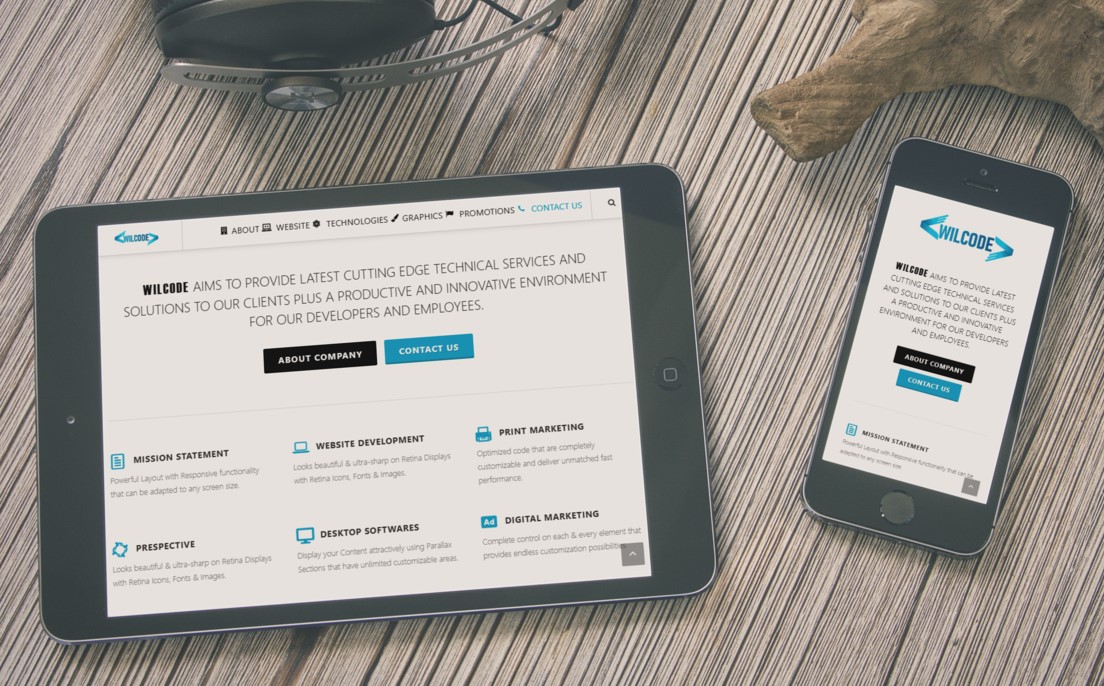 WILCODE
ABOUT WEBSITE TECHNOLOGIES GRAPHICS PROMOTIONS CONTACT US
WILCODE AIMS TO PROVIDE LATEST CUTTING EDGE TECHNICAL SERVICES AND
SOLUTIONS TO OUR CLIENTS PLUS A PRODUCTIVE AND INNOVATIVE ENVIRONMENT
FOR OUR DEVELOPERS AND EMPLOYEES.
ABOUT COMPANY
CONTACT US
MISSION STATEMENT
Powerful Layout with Responsive functionality
that can be adapted to any screen size.
WEBSITE DEVELOPMENT
Looks beautiful & ultra-sharp on Retina Displays
with Retina Icons, Fonts & Images.
PRINT MARKETING
Optimized code that are completely
customizable and deliver unmatched fast
performance.
PRESPECTIVE
Looks beautiful & ultra-sharp on Retina Displays
with Retina Icons, Fonts & Images.
DESKTOP SOFTWARES
Display your Content attractively using Parallax
Sections that have unlimited customizable areas.
Ad
DIGITAL MARKETING
Complete control on each & every element that
provides endless customization possibilities.
WILCODE
WILCODE AIMS TO PROVIDE LATEST
CUTTING EDGE TECHNICAL SERVICES
AND SOLUTIONS TO OUR CLIENTS PLUS
A PRODUCTIVE AND INNOVATIVE
ENVIRONMENT FOR OUR DEVELOPERS
AND EMPLOYEES.
ABOUT COMPANY
CONTACT US
MISSION STATEMENT
Powerful Layout with Responsive functionality that can be
adapted to any screen size.